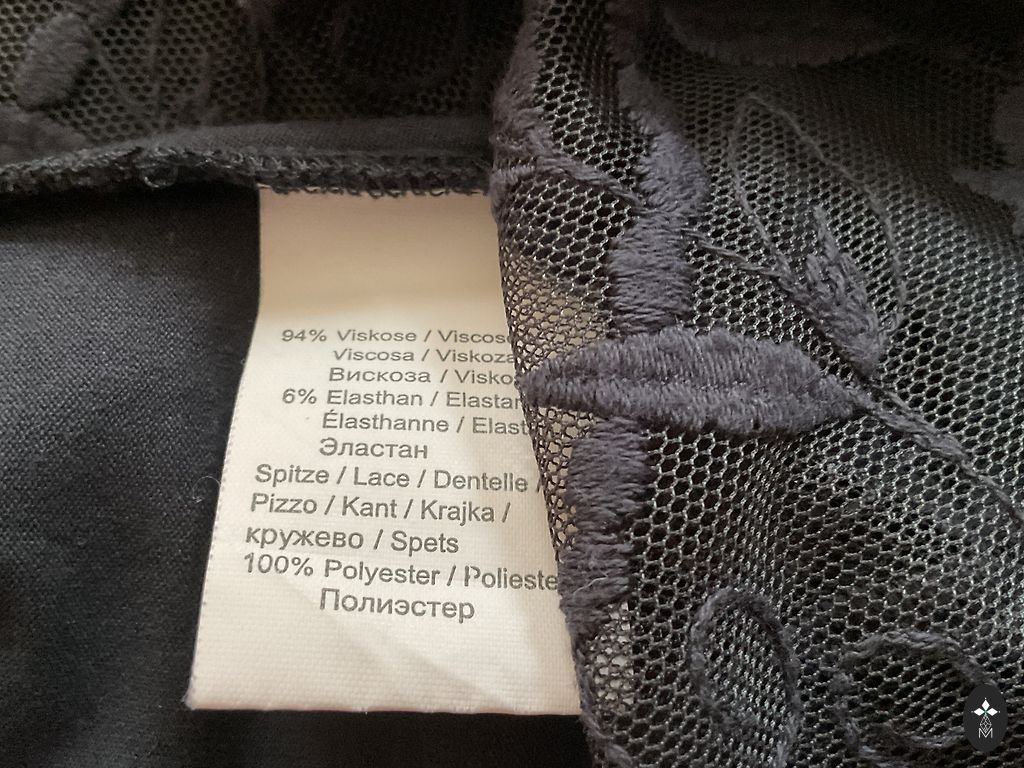 94% Viskose / Viscos
Viscosa / Viskoza
Вискоза / Visko
6% Elasthan / Elastan
Élasthanne / Elast
Эластан
Spitze / Lace / Dentelle /
Pizzo / Kant / Krajka /
кружево / Spets
100% Polyester / Polieste
Полиэстер
M